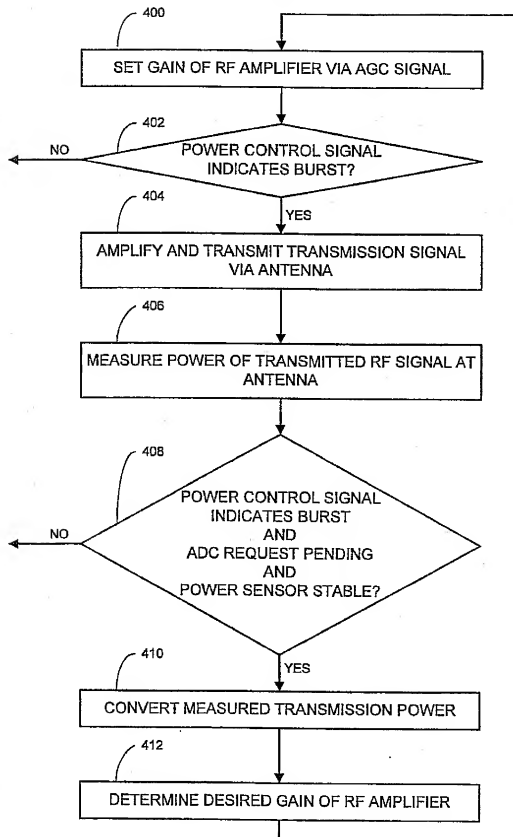 400
SET GAIN OF RF AMPLIFIER VIA AGC SIGNAL
402
NO
POWER CONTROL SIGNAL
INDICATES BURST?
404
YES
AMPLIFY AND TRANSMIT TRANSMISSION SIGNAL
VIA ANTENNA
406
MEASURE POWER OF TRANSMITTED RF SIGNAL AT
ANTENNA
408
NO
POWER CONTROL SIGNAL
INDICATES BURST
AND
ADC REQUEST PENDING
AND
POWER SENSOR STABLE?
410
YES
CONVERT MEASURED TRANSMISSION POWER
412
DETERMINE DESIRED GAIN OF RF AMPLIFIER